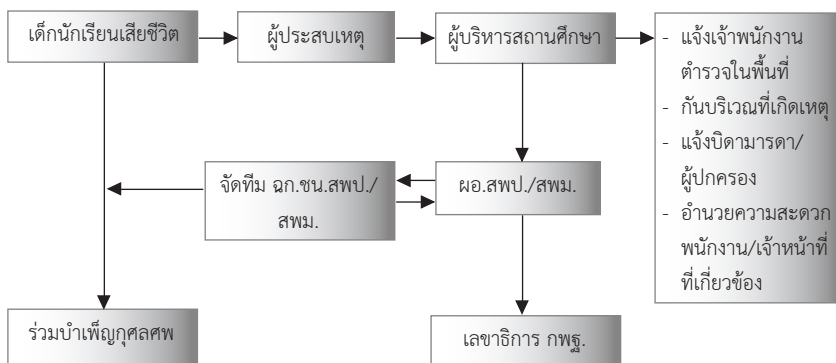 เด็กนักเรียนเสียชีวิต
ผู้ประสบเหตุ
ผู้บริหารสถานศึกษา
- แจ้งเจ้าพนักงาน
ตำรวจในพื้นที่
- กันบริเวณที่เกิดเหตุ
- แจ้งบิดามารดา/
ผู้ปกครอง
- อำนวยความสะดวก
พนักงาน/เจ้าหน้าที่
ที่เกี่ยวข้อง
จัดทีม ฉก.ชน.สพป./
สพม.
ผอ.สพป./สพม.
ร่วมบำเพ็ญกุศลศพ
เลขาธิการ กพฐ.